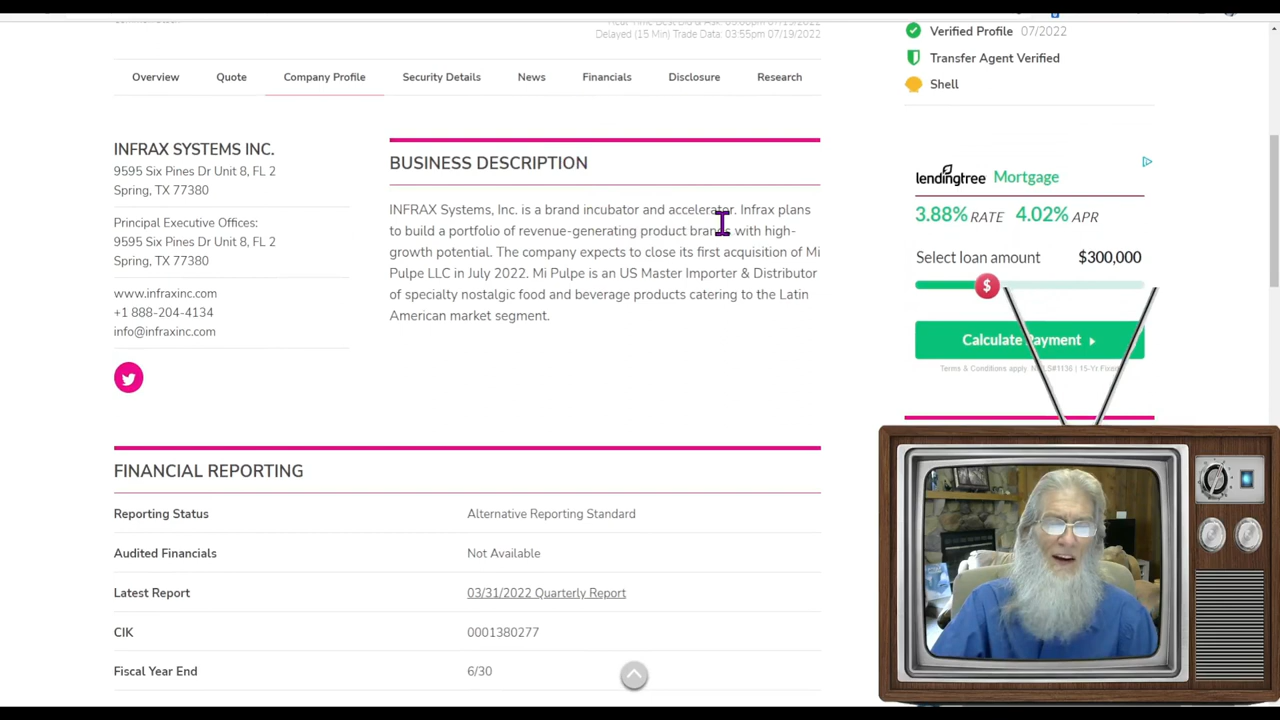 Delayed (15 Min) Trade Data: 03:55pm 07/19/2022
Overview
Quote
Company Profile
Security Details
News
Financials
Disclosure
Research
INFRAX SYSTEMS INC.
9595 Six Pines Dr Unit 8, FL 2
Spring, TX 77380
Principal Executive Offices:
9595 Six Pines Dr Unit 8, FL 2
Spring, TX 77380
www.infraxinc.com
+1 888-204-4134
info@infraxinc.com
BUSINESS DESCRIPTION
INFRAX Systems, Inc. is a brand incubator and accelerator. Infrax plans
to build a portfolio of revenue-generating product brands with high-
growth potential. The company expects to close its first acquisition of Mi
Pulpe LLC in July 2022. Mi Pulpe is an US Master Importer & Distributor
of specialty nostalgic food and beverage products catering to the Latin
American market segment.
FINANCIAL REPORTING
Reporting Status Alternative Reporting Standard
Audited Financials Not Available
Latest Report 03/31/2022 Quarterly Report
CIK 0001380277
Fiscal Year End 6/30
Verified Profile 07/2022
Transfer Agent Verified
Shell
lendingtree Mortgage
3.88% RATE 4.02% APR
Select loan amount $300,000
$
Calculate Payment
Terms & Conditions apply. #1136 | 15-Yr Fixed